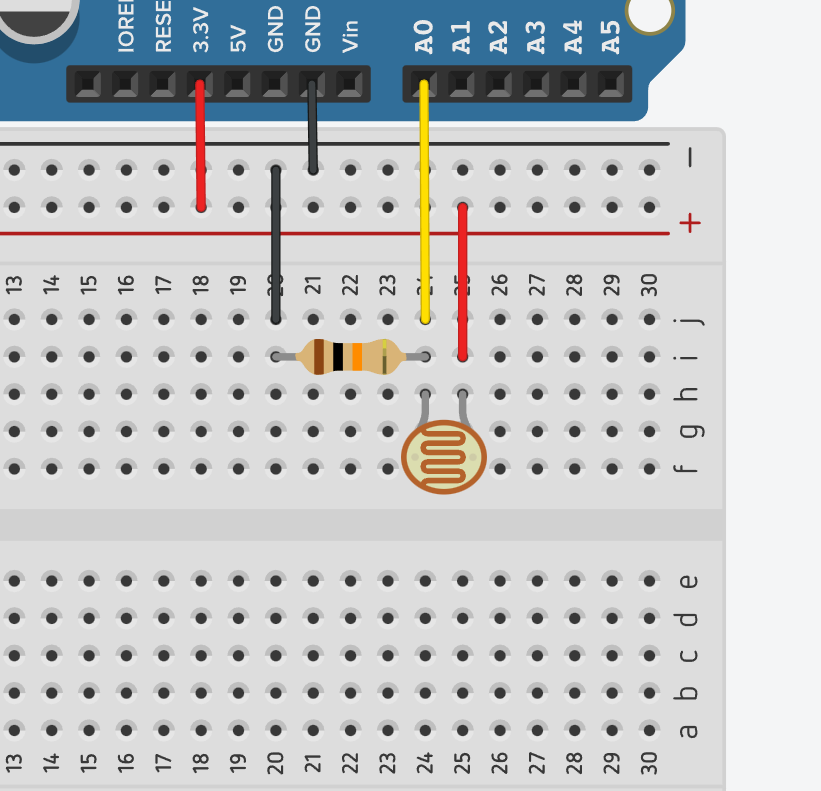 IOREF
RESET
3.3V
5V
GND
GND
Vin
A0
A1
A2
A3
A4
A5
−
+
13 14 15 16 17 18 19 20 21 22 23 24 25 26 27 28 29 30
j
i
h
g
f
e
d
c
b
a
13 14 15 16 17 18 19 20 21 22 23 24 25 26 27 28 29 30